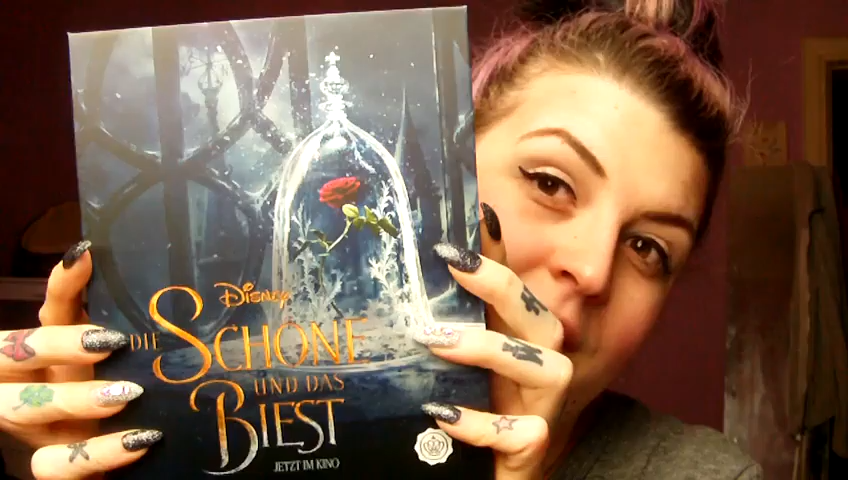 Disney
DIE SCHÖNE
UND DAS
BIEST
JETZT IM KINO